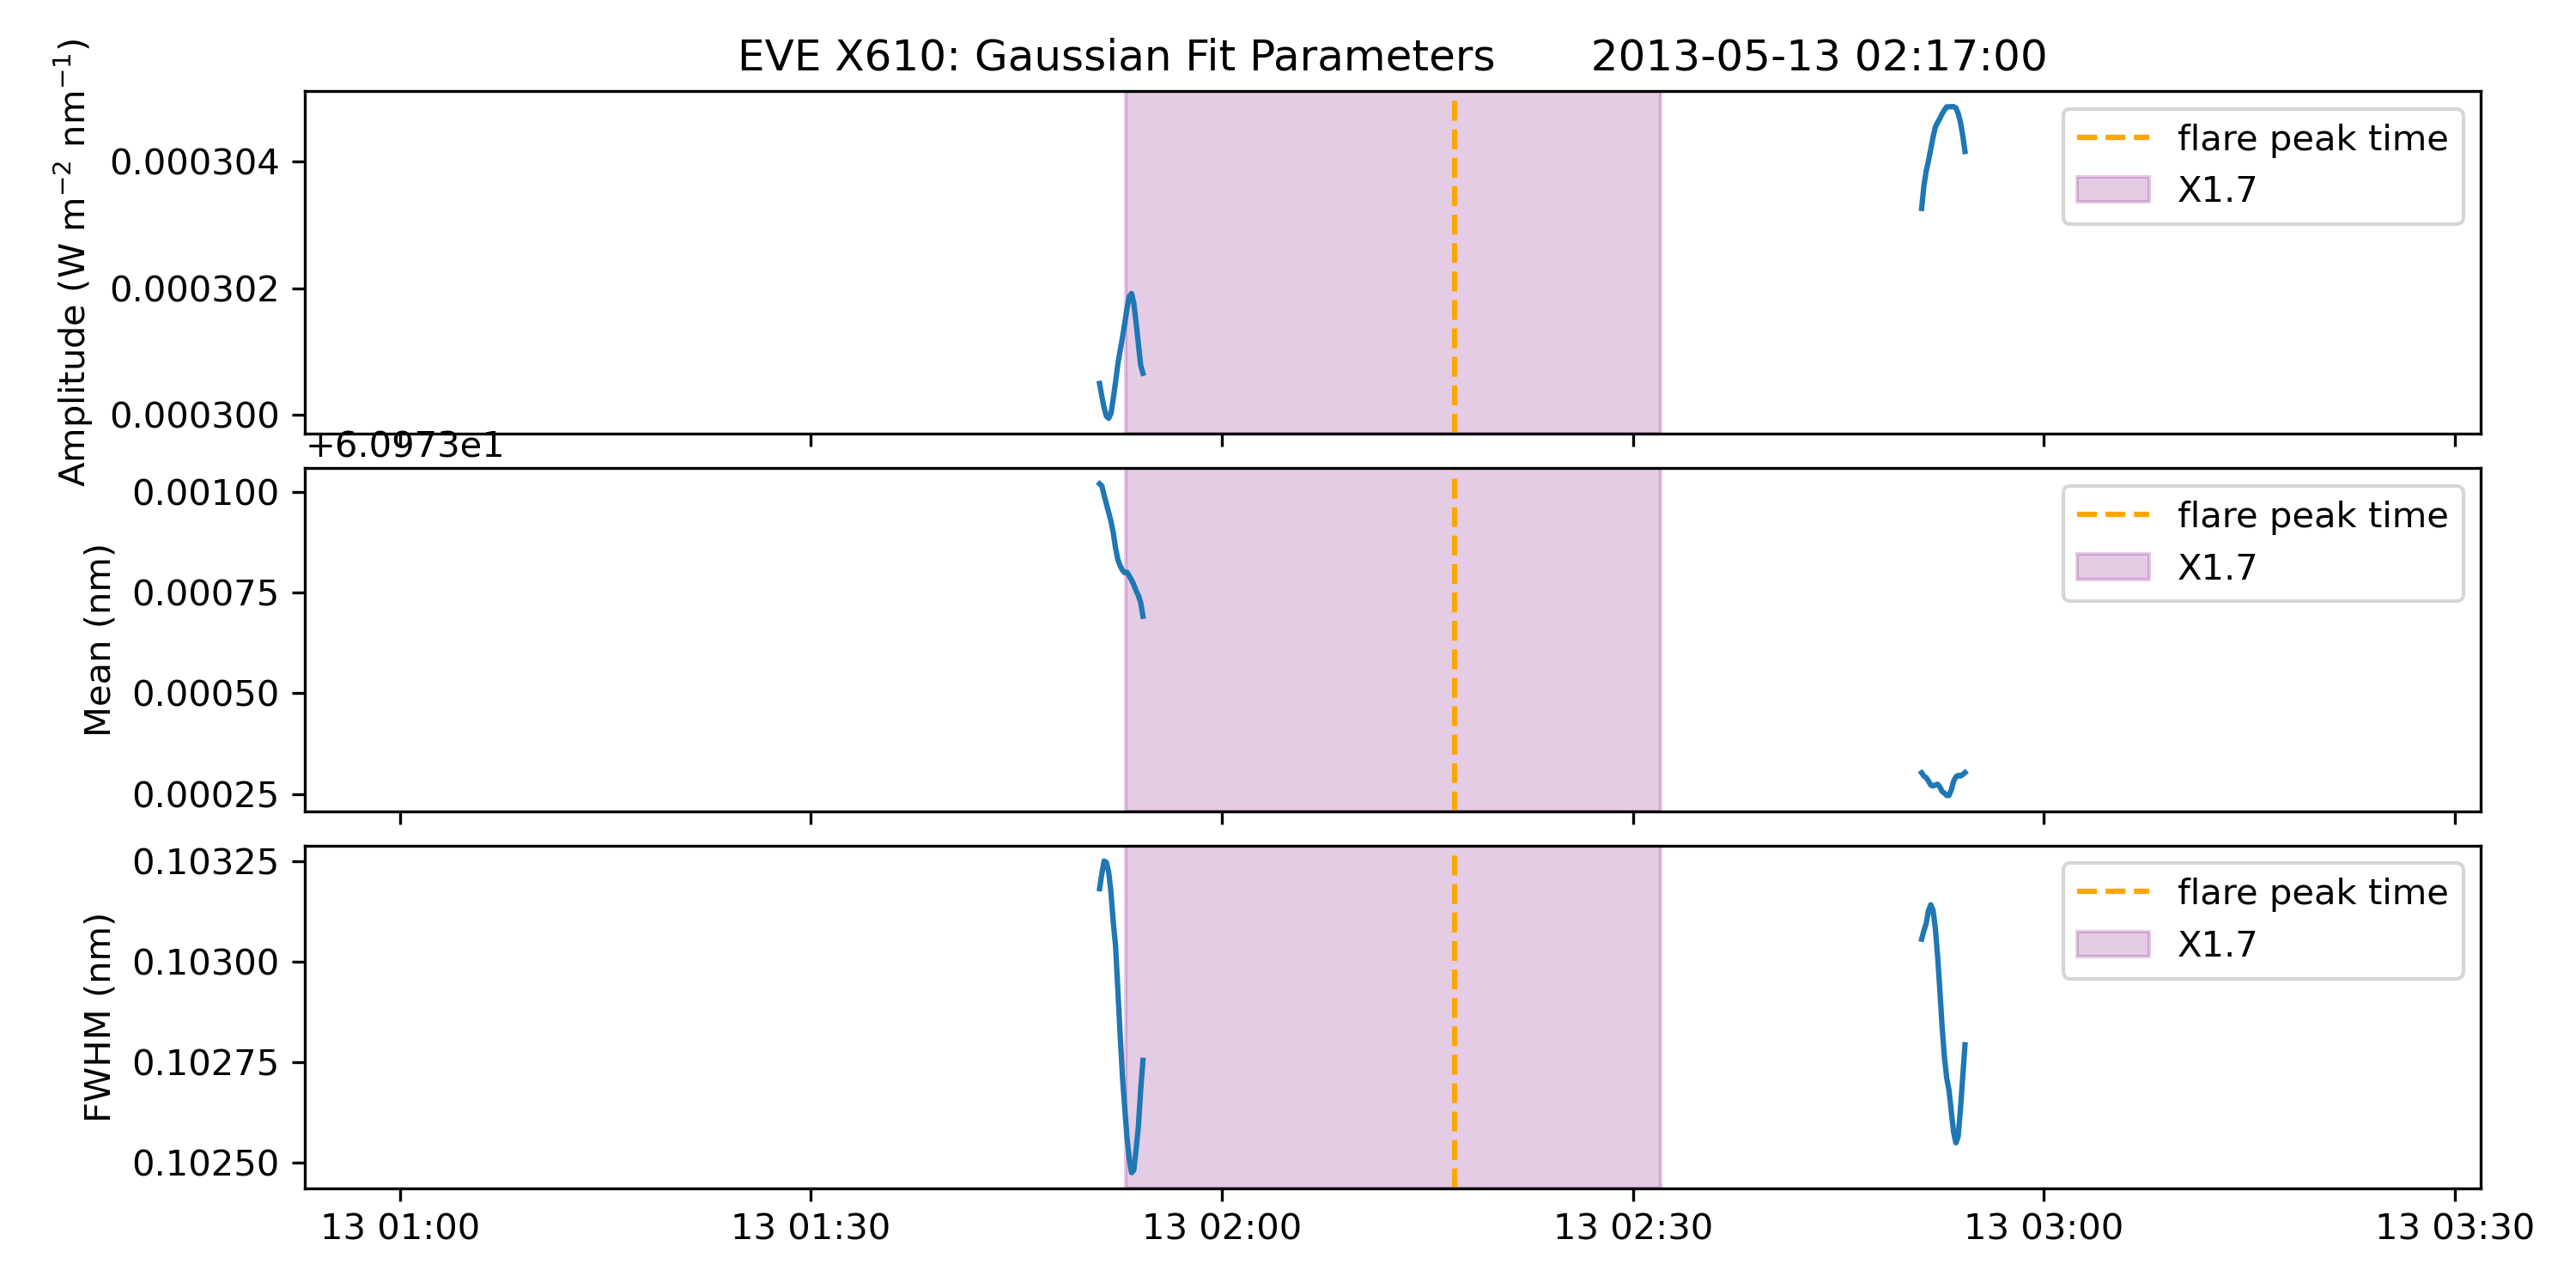 EVE X610: Gaussian Fit Parameters 2013-05-13 02:17:00
Amplitude (W m⁻² nm⁻¹)
0.000304
0.000302
0.000300
flare peak time
X1.7
+6.0973e1
Mean (nm)
0.00100
0.00075
0.00050
0.00025
flare peak time
X1.7
FWHM (nm)
0.10325
0.10300
0.10275
0.10250
flare peak time
X1.7
13 01:00 13 01:30 13 02:00 13 02:30 13 03:00 13 03:30